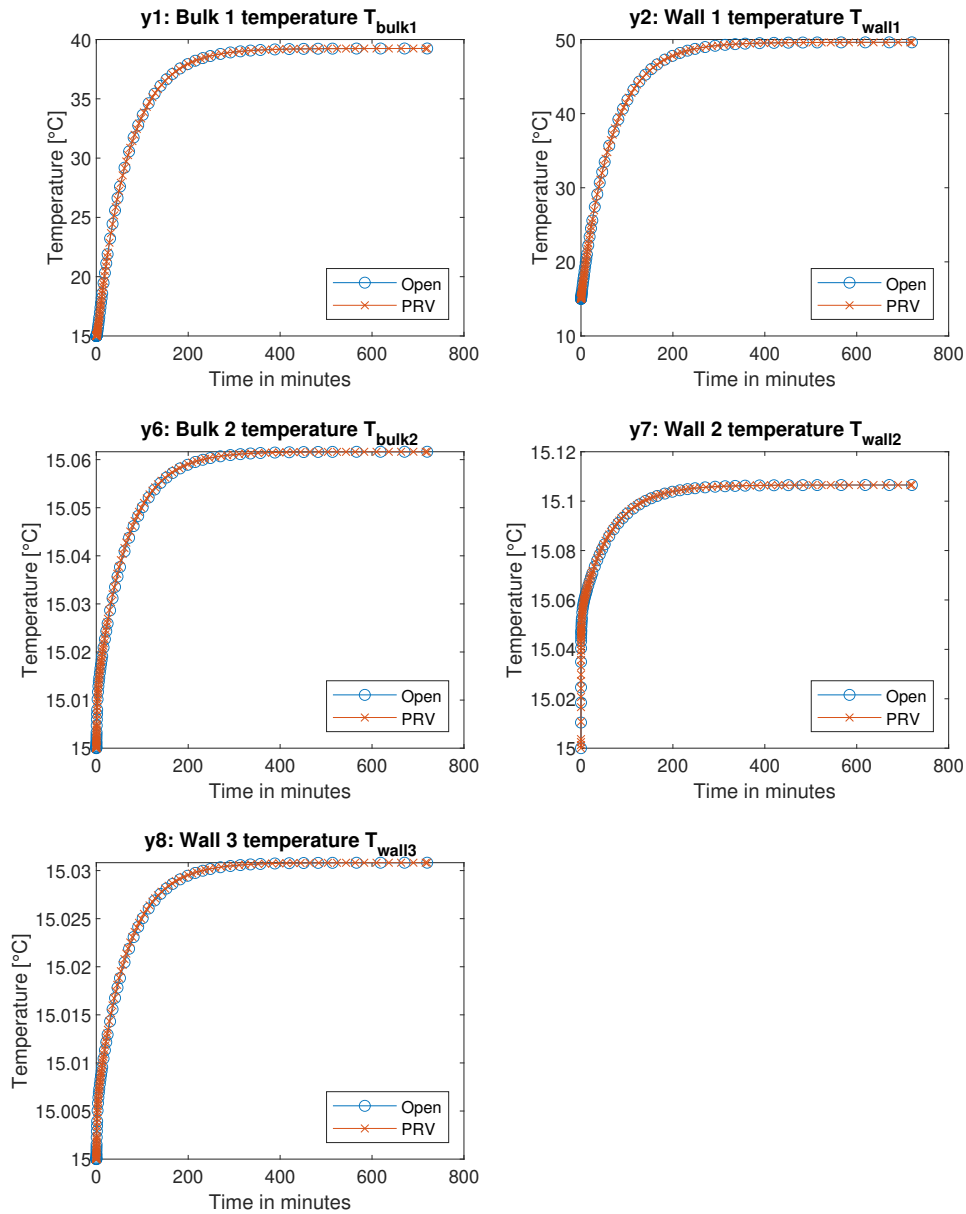 y1: Bulk 1 temperature T_bulk1
Temperature [°C]
40
35
30
25
20
15
0 200 400 600 800
Time in minutes
Open
PRV
y2: Wall 1 temperature T_wall1
Temperature [°C]
50
40
30
20
10
0 200 400 600 800
Time in minutes
Open
PRV
y6: Bulk 2 temperature T_bulk2
Temperature [°C]
15.06
15.05
15.04
15.03
15.02
15.01
15
0 200 400 600 800
Time in minutes
Open
PRV
y7: Wall 2 temperature T_wall2
Temperature [°C]
15.12
15.1
15.08
15.06
15.04
15.02
15
0 200 400 600 800
Time in minutes
Open
PRV
y8: Wall 3 temperature T_wall3
Temperature [°C]
15.03
15.025
15.02
15.015
15.01
15.005
15
0 200 400 600 800
Time in minutes
Open
PRV